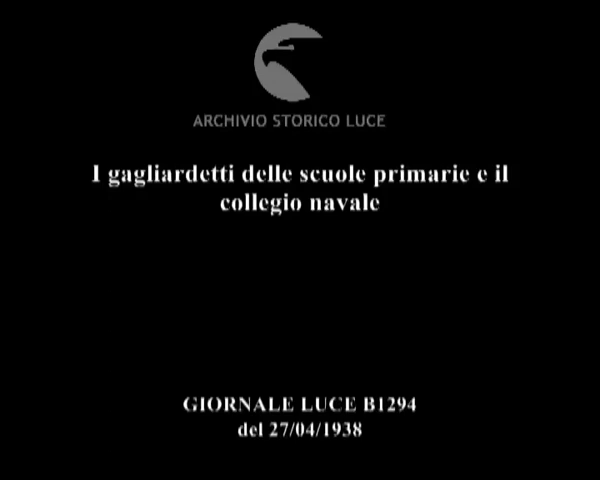 ARCHIVIO STORICO LUCE
I gagliardetti delle scuole primarie e il
collegio navale
GIORNALE LUCE B1294
del 27/04/1938